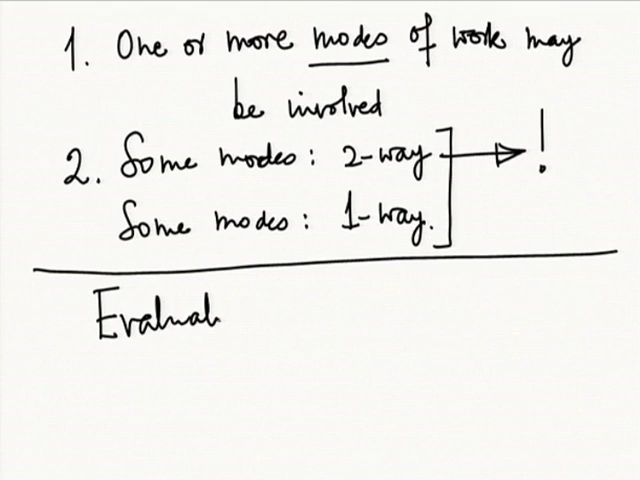 1. One or more modes of work may
be involved
2. Some modes: 2-way
!
Some modes: 1-way.
Evaluat